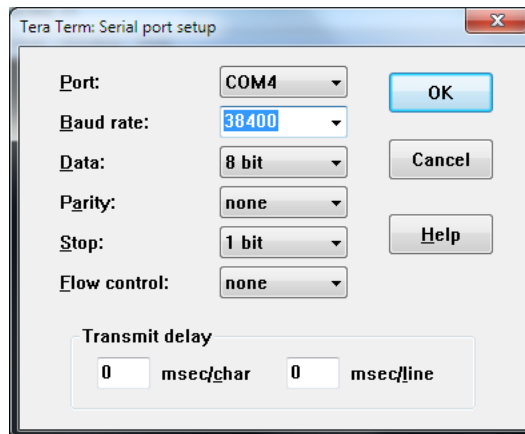 Tera Term: Serial port setup
Port: COM4 OK
Baud rate: 38400
Data: 8 bit Cancel
Parity: none
Stop: 1 bit Help
Flow control: none
Transmit delay
0 msec/char 0 msec/line